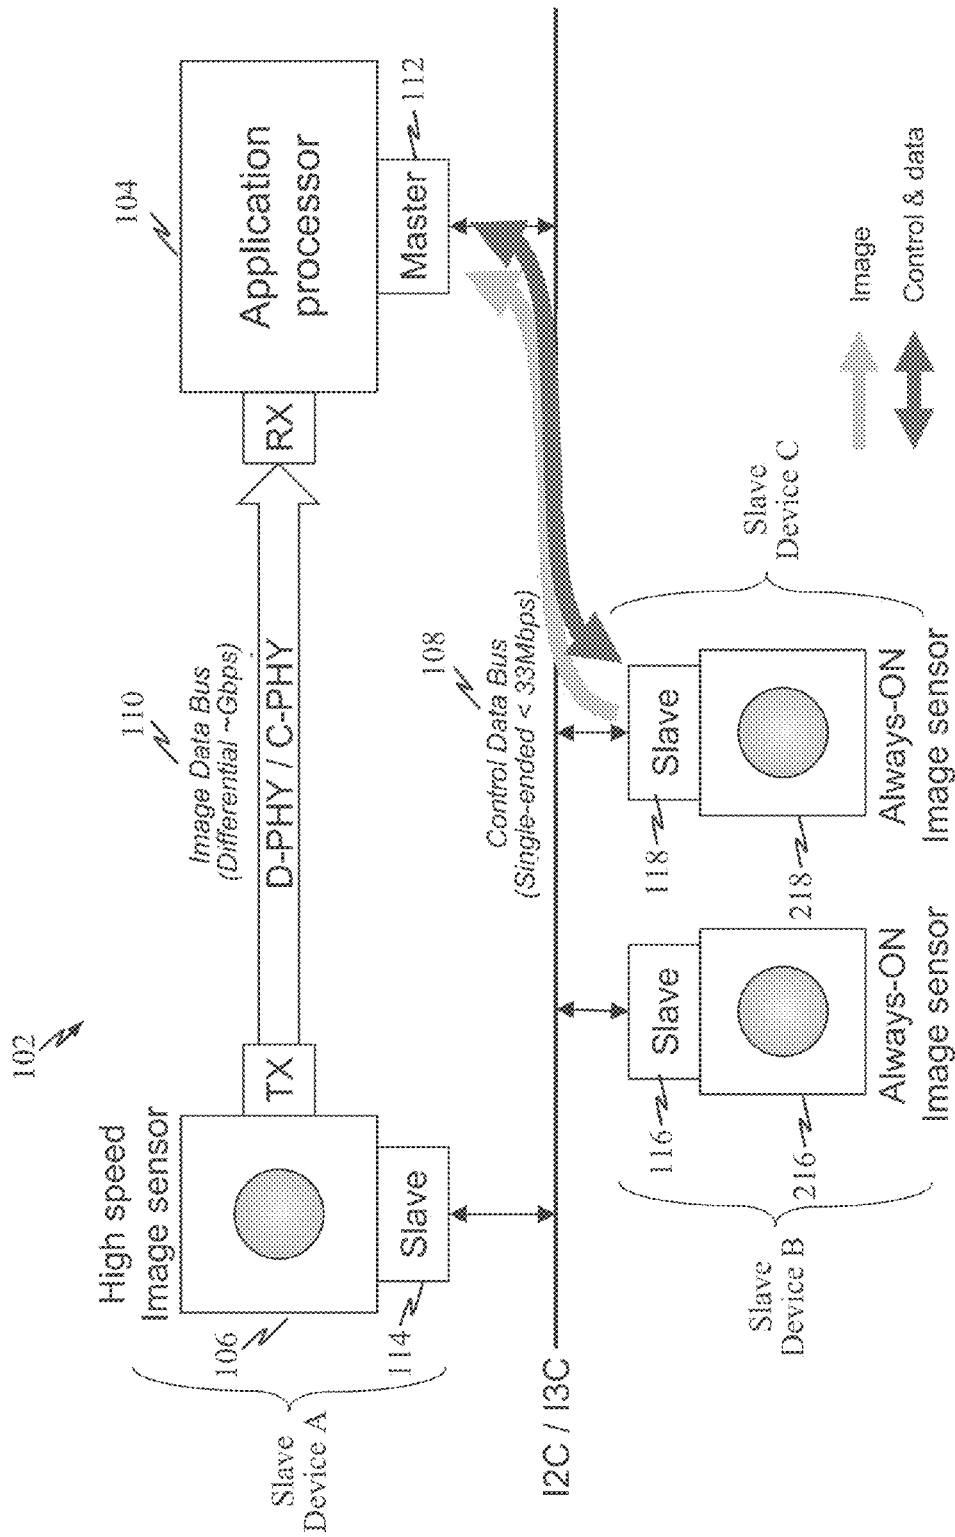 102
High speed
Image sensor
106
TX
Slave
114
Slave
Device A
110
Image Data Bus
(Differential ~Gbps)
D-PHY / C-PHY
104
Application
processor
RX
Master
112
108
Control Data Bus
(Single-ended < 33Mbps)
I2C / I3C
Slave
116
216
Always-ON
Image sensor
Slave
Device B
Slave
118
218
Always-ON
Image sensor
Slave
Device C
Image
Control & data